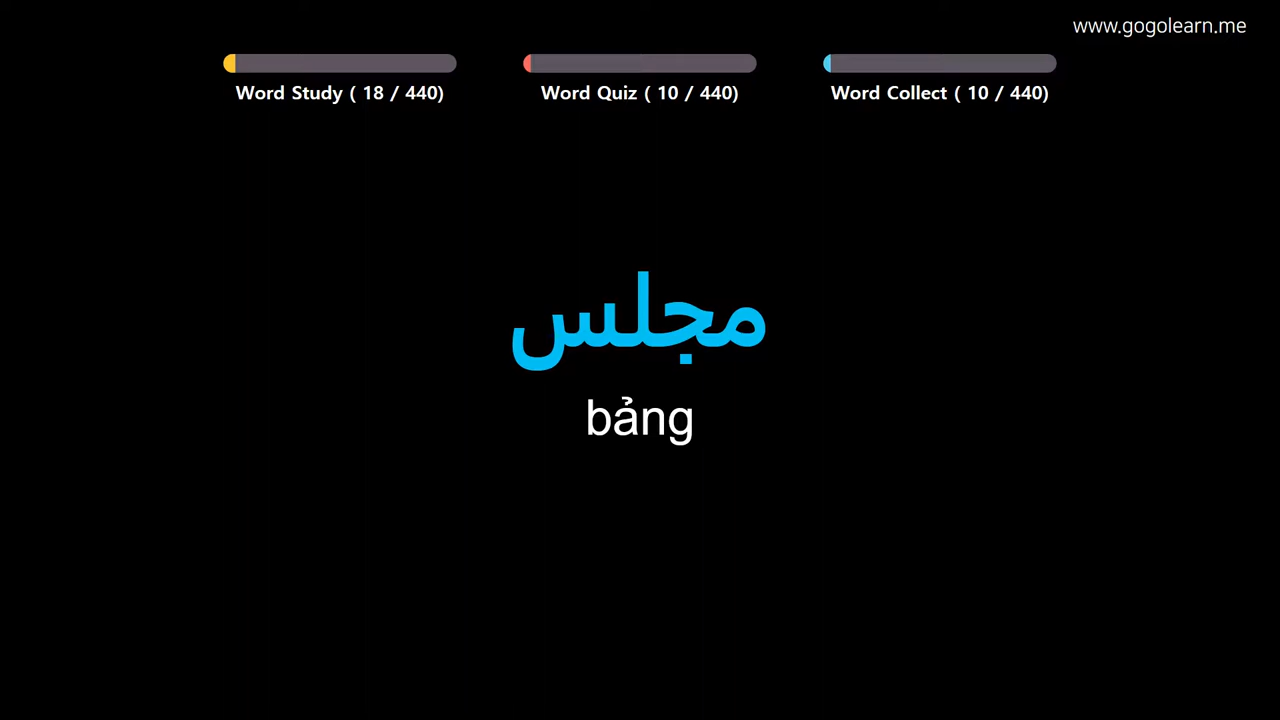 www.gogolearn.me
Word Study ( 18 / 440)
Word Quiz ( 10 / 440)
Word Collect ( 10 / 440)
مجلس
bảng